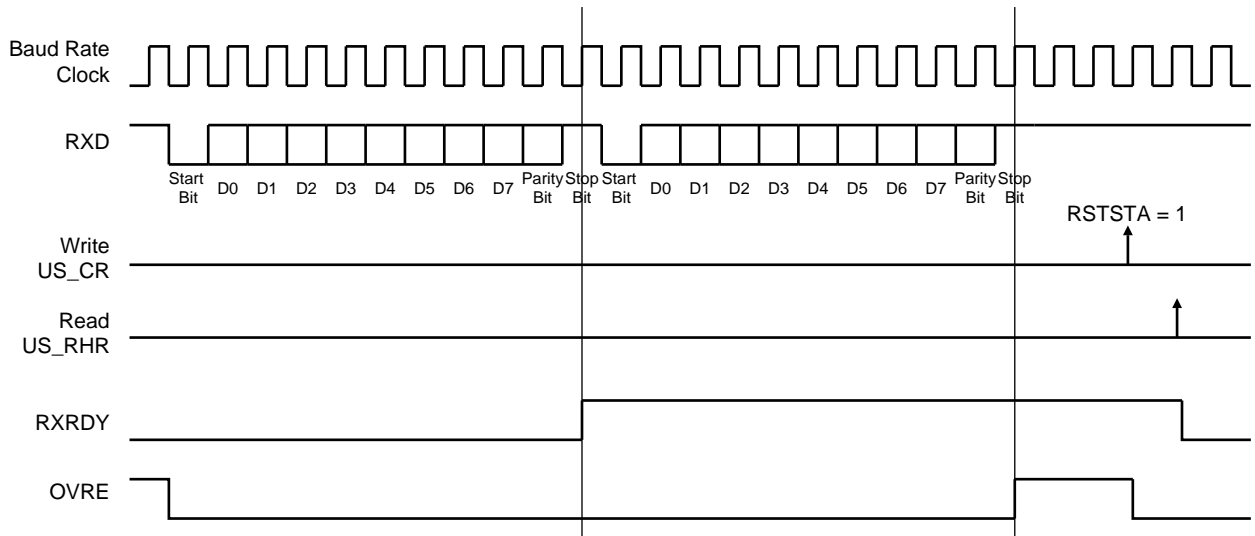 Baud Rate
Clock
RXD
Start
Bit
D0 D1 D2 D3 D4 D5 D6 D7
Parity
Bit
Stop
Bit
Start
Bit
D0 D1 D2 D3 D4 D5 D6 D7
Parity
Bit
Stop
Bit
RSTSTA = 1
Write
US_CR
Read
US_RHR
RXRDY
OVRE